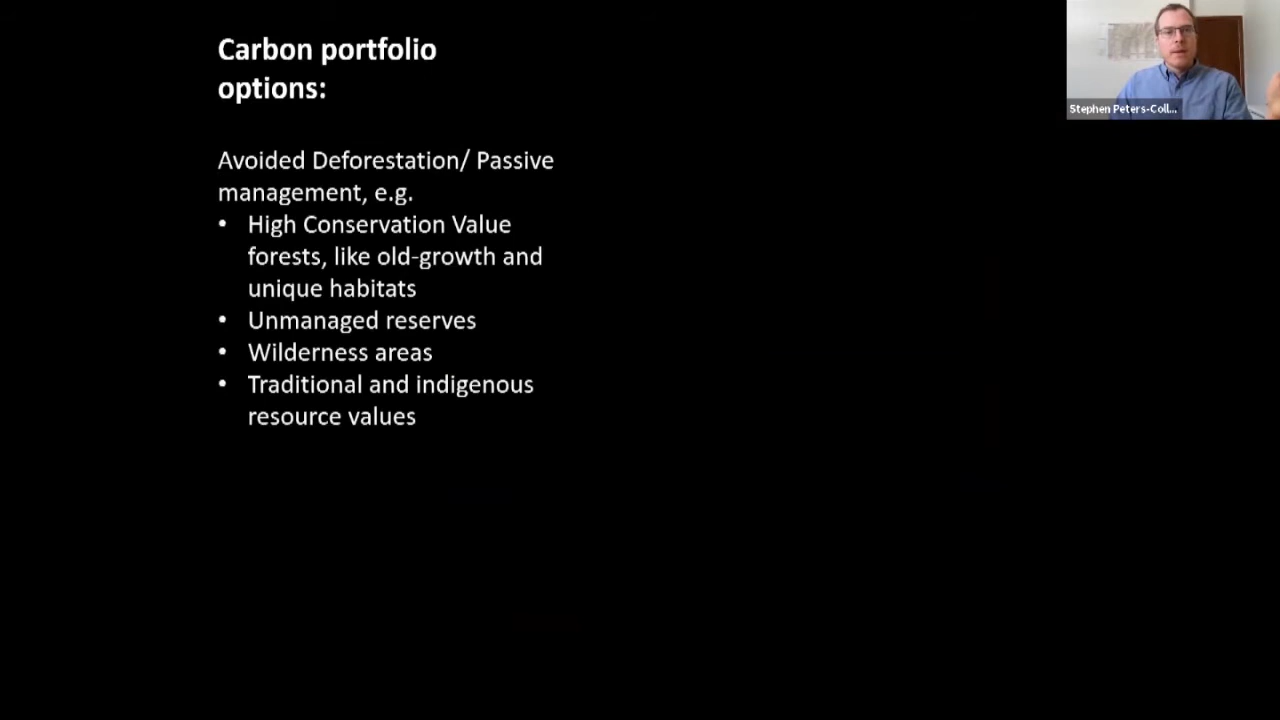 Carbon portfolio
options:
Avoided Deforestation/ Passive
management, e.g.
• High Conservation Value
forests, like old-growth and
unique habitats
• Unmanaged reserves
• Wilderness areas
• Traditional and indigenous
resource values
Stephen Peters-Coll...